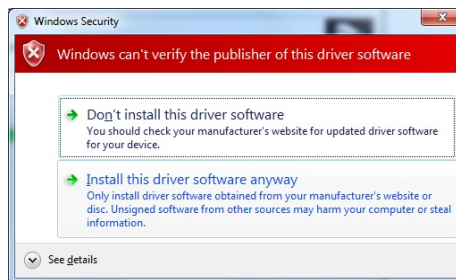 Windows Security
Windows can't verify the publisher of this driver software
Don't install this driver software
You should check your manufacturer's website for updated driver software
for your device.
Install this driver software anyway
Only install driver software obtained from your manufacturer's website or
disc. Unsigned software from other sources may harm your computer or steal
information.
See details